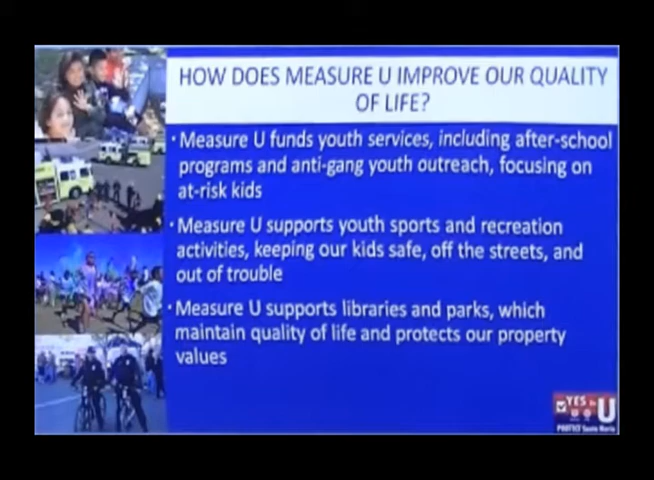 HOW DOES MEASURE U IMPROVE OUR QUALITY
OF LIFE?
• Measure U funds youth services, including after-school
programs and anti-gang youth outreach, focusing on
at-risk kids
• Measure U supports youth sports and recreation
activities, keeping our kids safe, off the streets, and
out of trouble
• Measure U supports libraries and parks, which
maintain quality of life and protects our property
values
YES
U
PROTECT Santa Maria